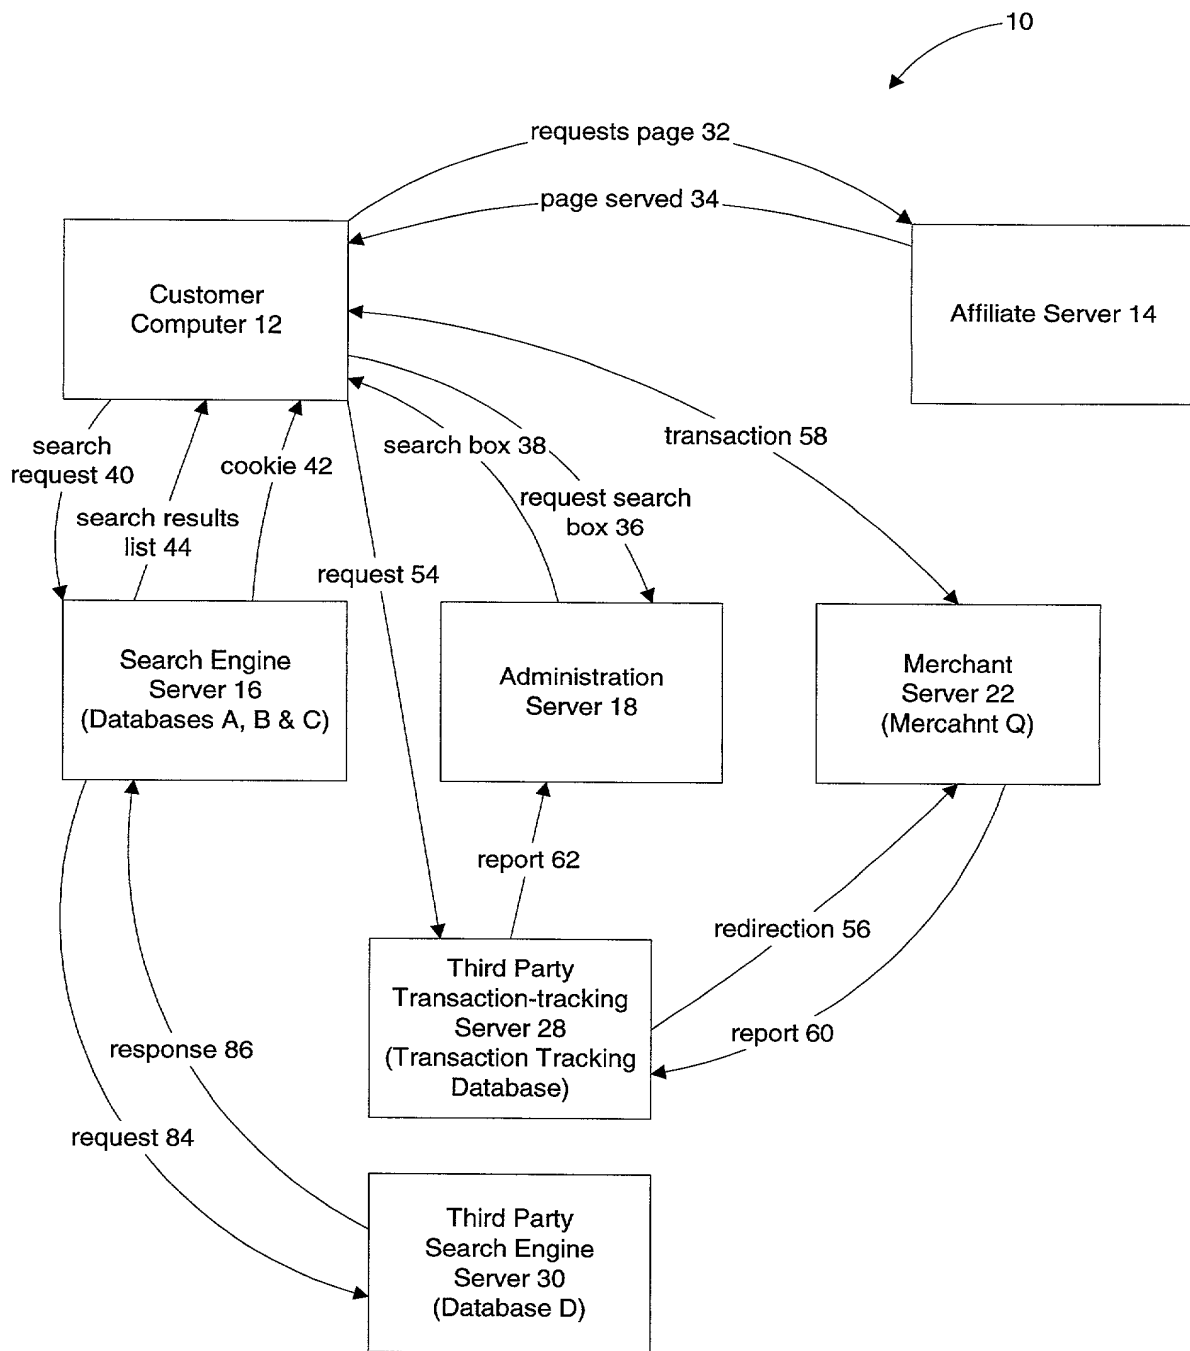 10
requests page 32
page served 34
Customer
Computer 12
Affiliate Server 14
search
request 40
cookie 42
search results
list 44
search box 38
request search
box 36
transaction 58
request 54
Search Engine
Server 16
(Databases A, B & C)
Administration
Server 18
Merchant
Server 22
(Mercahnt Q)
report 62
redirection 56
report 60
Third Party
Transaction-tracking
Server 28
(Transaction Tracking
Database)
response 86
request 84
Third Party
Search Engine
Server 30
(Database D)